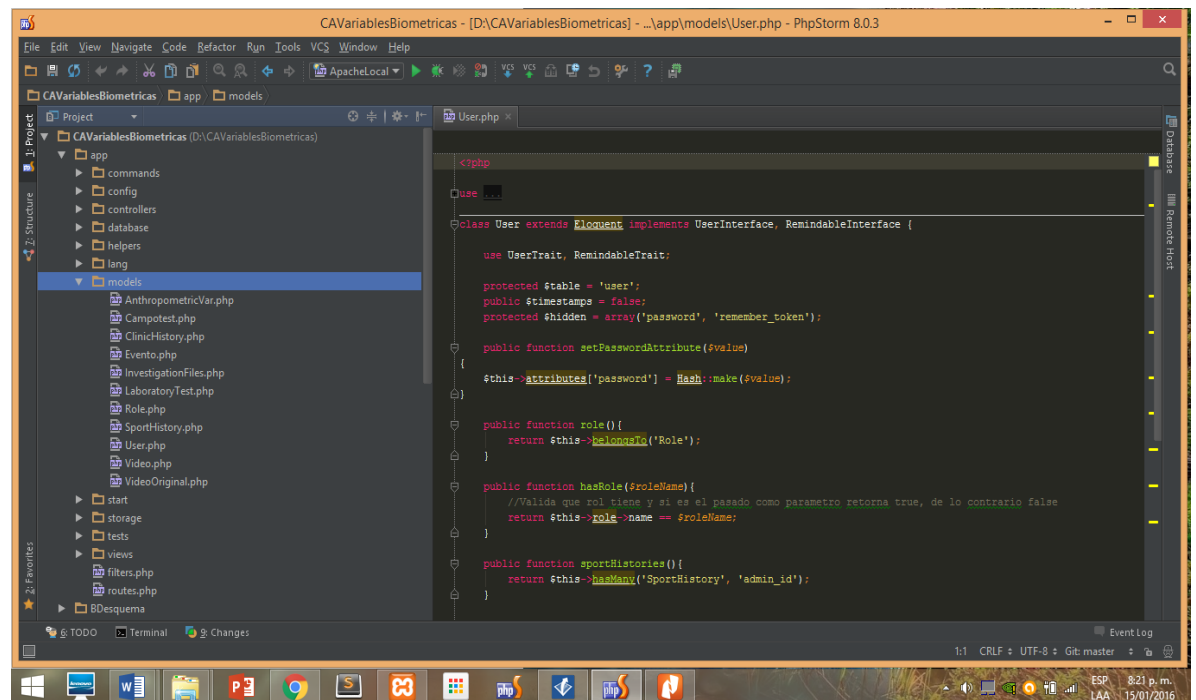 CAVariablesBiometricas - [D:\CAVariablesBiometricas] - ...\app\models\User.php - PhpStorm 8.0.3
File Edit View Navigate Code Refactor Run Tools VCS Window Help
ApacheLocal
VCS VCS
CAVariablesBiometricas app models
1: Project
Z: Structure
2: Favorites
Project
CAVariablesBiometricas (D:\CAVariablesBiometricas)
app
commands
config
controllers
database
helpers
lang
models
AnthropometricVar.php
Campotest.php
ClinicHistory.php
Evento.php
InvestigationFiles.php
LaboratoryTest.php
Role.php
SportHistory.php
User.php
Video.php
VideoOriginal.php
start
storage
tests
views
filters.php
routes.php
BDesquema
User.php
<?php
use ...
class User extends Eloquent implements UserInterface, RemindableInterface {
use UserTrait, RemindableTrait;
protected $table = 'user';
public $timestamps = false;
protected $hidden = array('password', 'remember_token');
public function setPasswordAttribute($value)
{
$this->attributes['password'] = Hash::make($value);
}
public function role(){
return $this->belongsTo('Role');
}
public function hasRole($roleName){
//Valida que rol tiene y si es el pasado como parametro retorna true, de lo contrario false
return $this->role->name == $roleName;
}
public function sportHistories(){
return $this->hasMany('SportHistory', 'admin_id');
}
Database
Remote Host
6: TODO Terminal 9: Changes Event Log
1:1 CRLF UTF-8 Git: master
ESP 8:21 p. m.
LAA 15/01/2016